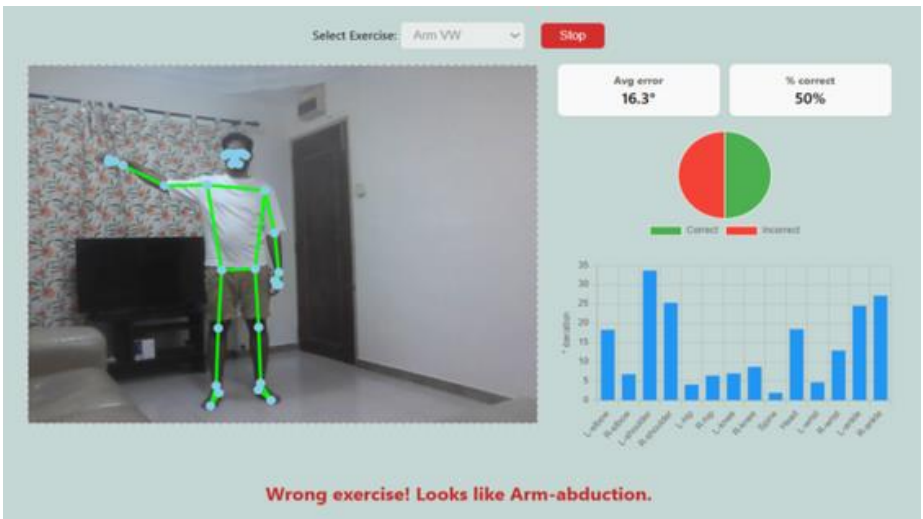 Select Exercise: Arm VW Stop
Avg error
16.3°
% correct
50%
Correct Incorrect
35
30
25
20
15
10
5
0
L-elbow
R-elbow
L-shoulder
R-shoulder
L-hip
R-hip
L-knee
R-knee
Spine
Head
L-wrist
R-wrist
L-ankle
R-ankle
Wrong exercise! Looks like Arm-abduction.